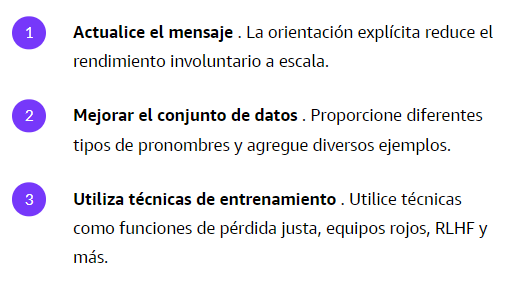 1 Actualice el mensaje . La orientación explícita reduce el
rendimiento involuntario a escala.
2 Mejorar el conjunto de datos . Proporcione diferentes
tipos de pronombres y agregue diversos ejemplos.
3 Utiliza técnicas de entrenamiento . Utilice técnicas
como funciones de pérdida justa, equipos rojos, RLHF y
más.